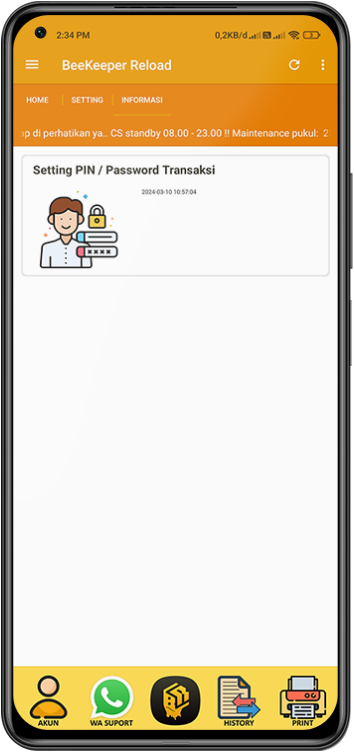 2:34 PM 0,2KB/d
BeeKeeper Reload
HOME SETTING INFORMASI
ap di perhatikan ya.. CS standby 08.00 - 23.00 !! Maintenance pukul: 2
Setting PIN / Password Transaksi
2024-03-10 10:57:04
AKUN WA SUPORT HISTORY PRINT